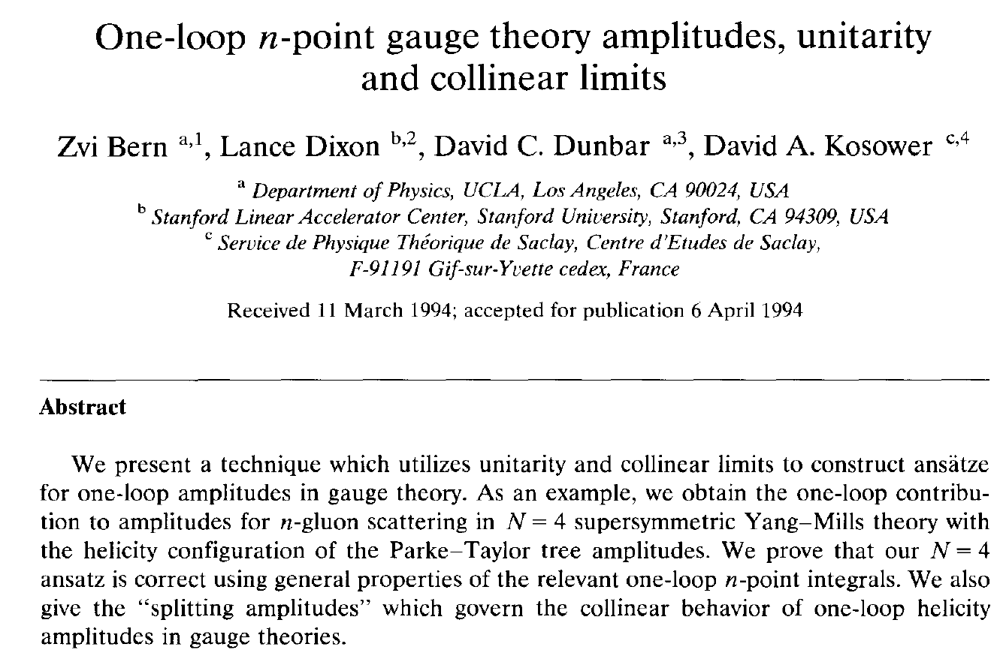 One-loop n-point gauge theory amplitudes, unitarity
and collinear limits
Zvi Bern a,1, Lance Dixon b,2, David C. Dunbar a,3, David A. Kosower c,4
a Department of Physics, UCLA, Los Angeles, CA 90024, USA
b Stanford Linear Accelerator Center, Stanford University, Stanford, CA 94309, USA
c Service de Physique Théorique de Saclay, Centre d'Etudes de Saclay,
F-91191 Gif-sur-Yvette cedex, France
Received 11 March 1994; accepted for publication 6 April 1994
Abstract
We present a technique which utilizes unitarity and collinear limits to construct ansätze
for one-loop amplitudes in gauge theory. As an example, we obtain the one-loop contribu-
tion to amplitudes for n-gluon scattering in N = 4 supersymmetric Yang–Mills theory with
the helicity configuration of the Parke–Taylor tree amplitudes. We prove that our N = 4
ansatz is correct using general properties of the relevant one-loop n-point integrals. We also
give the “splitting amplitudes” which govern the collinear behavior of one-loop helicity
amplitudes in gauge theories.